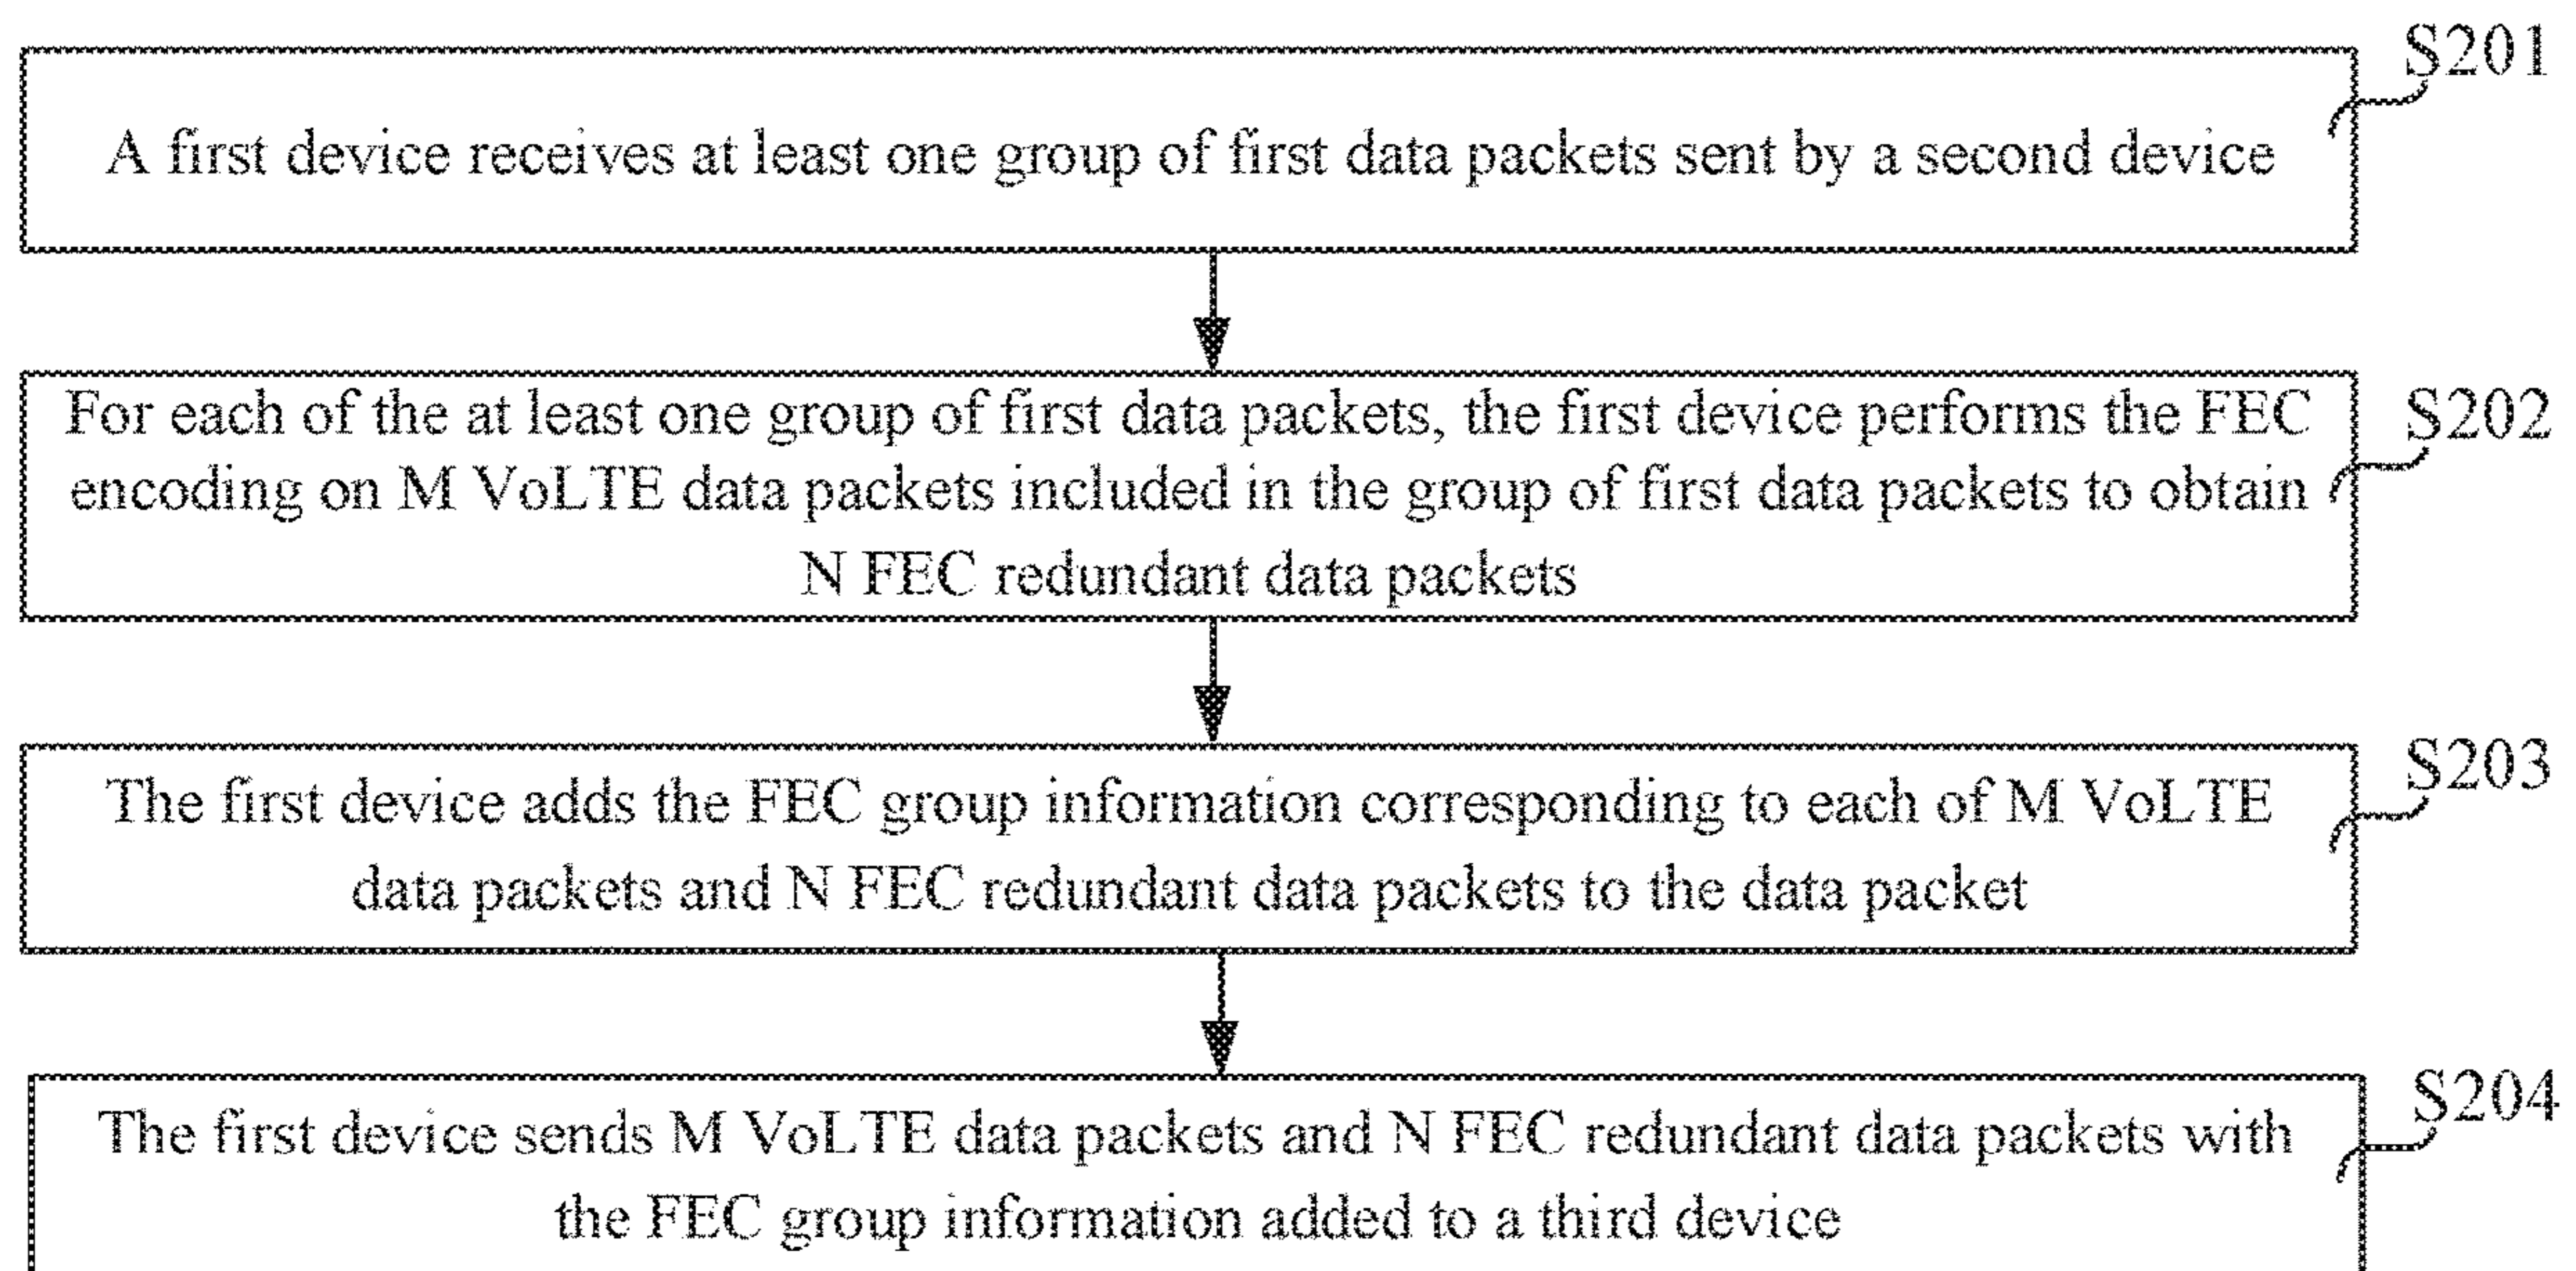 S201
A first device receives at least one group of first data packets sent by a second device
For each of the at least one group of first data packets, the first device performs the FEC
S202
encoding on M VoLTE data packets included in the group of first data packets to obtain
N FEC redundant data packets
S203
The first device adds the FEC group information corresponding to each of M VoLTE
data packets and N FEC redundant data packets to the data packet
S204
The first device sends M VoLTE data packets and N FEC redundant data packets with
the FEC group information added to a third device